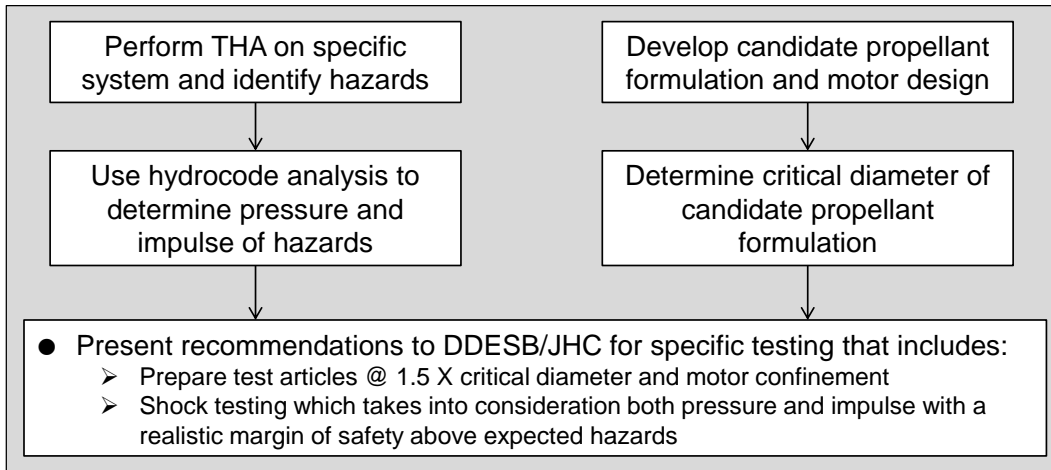 Perform THA on specific
system and identify hazards
Develop candidate propellant
formulation and motor design
Use hydrocode analysis to
determine pressure and
impulse of hazards
Determine critical diameter of
candidate propellant
formulation
● Present recommendations to DDESB/JHC for specific testing that includes:
➢ Prepare test articles @ 1.5 X critical diameter and motor confinement
➢ Shock testing which takes into consideration both pressure and impulse with a
realistic margin of safety above expected hazards